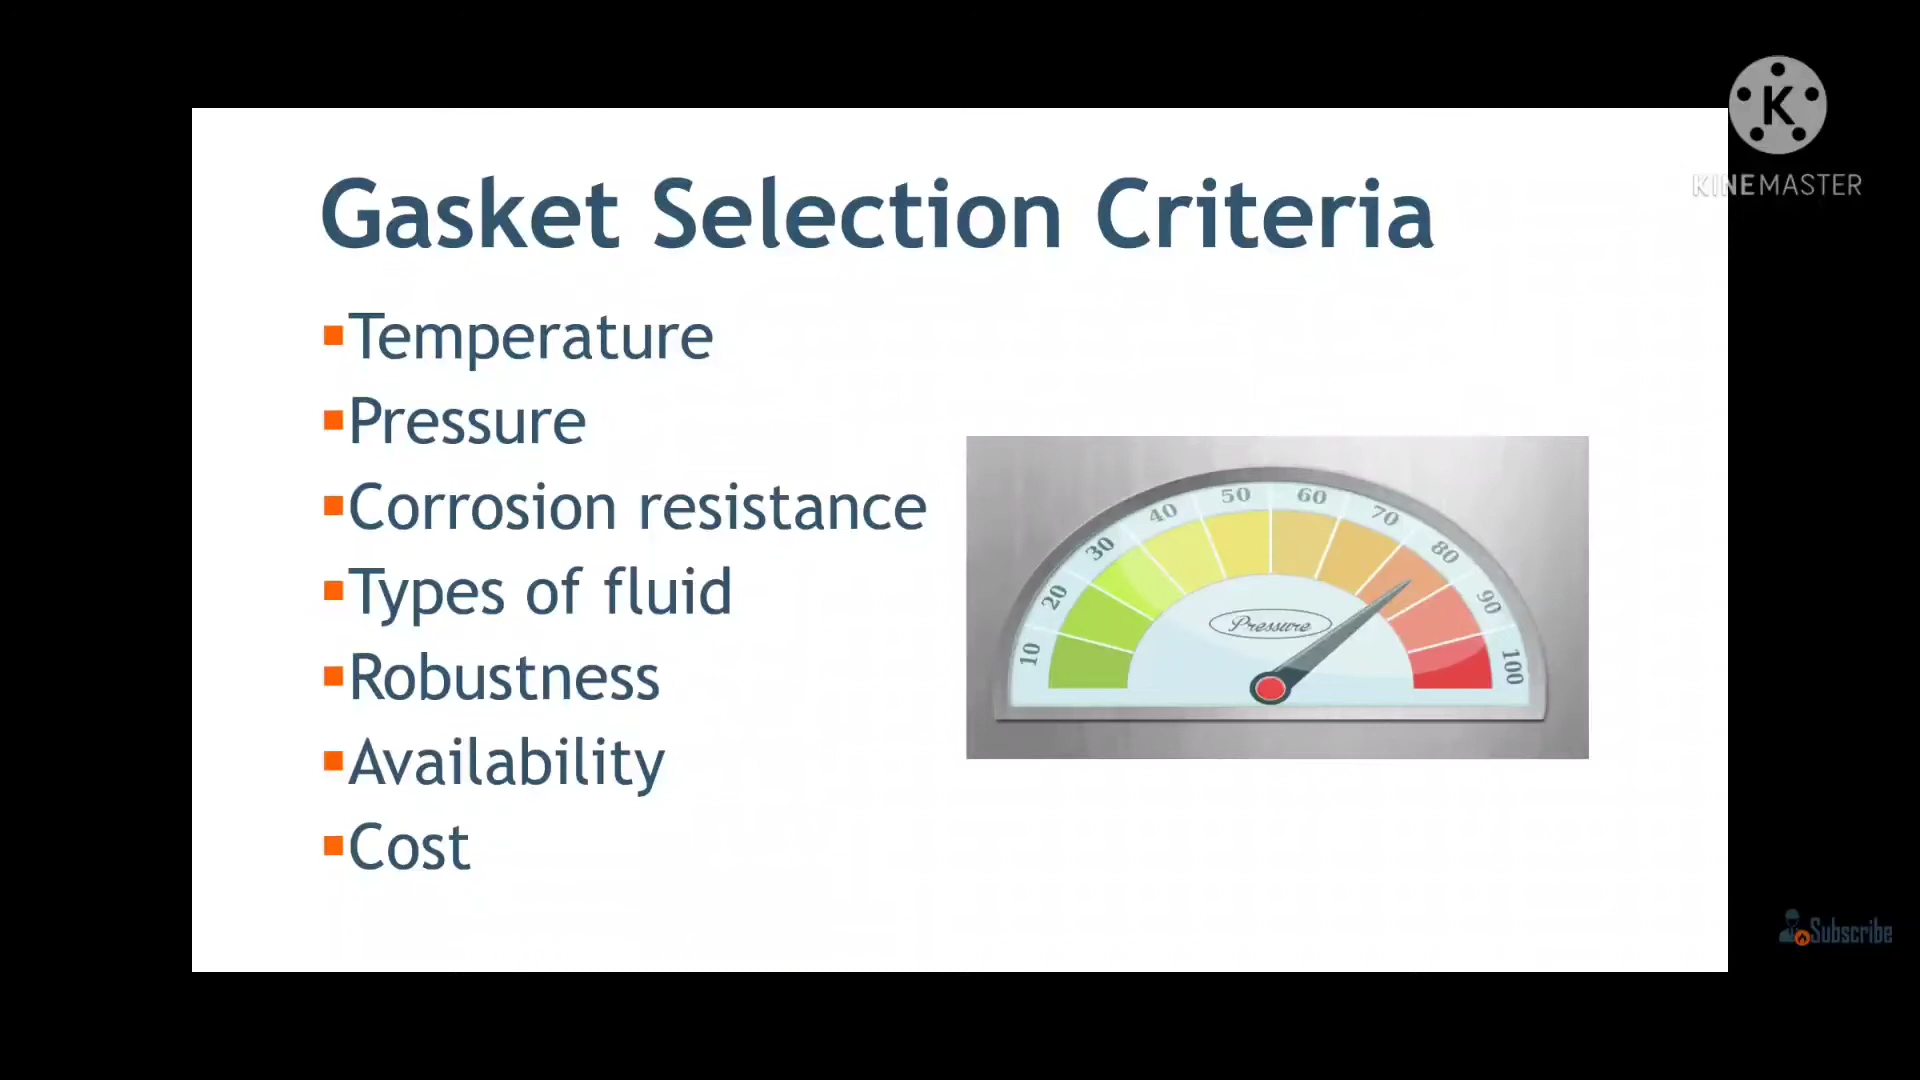 Gasket Selection Criteria
Temperature
Pressure
Corrosion resistance
Types of fluid
Robustness
Availability
Cost
10 20 30 40 50 60 70 80 90 100
Pressure
K
KINEMASTER
Subscribe